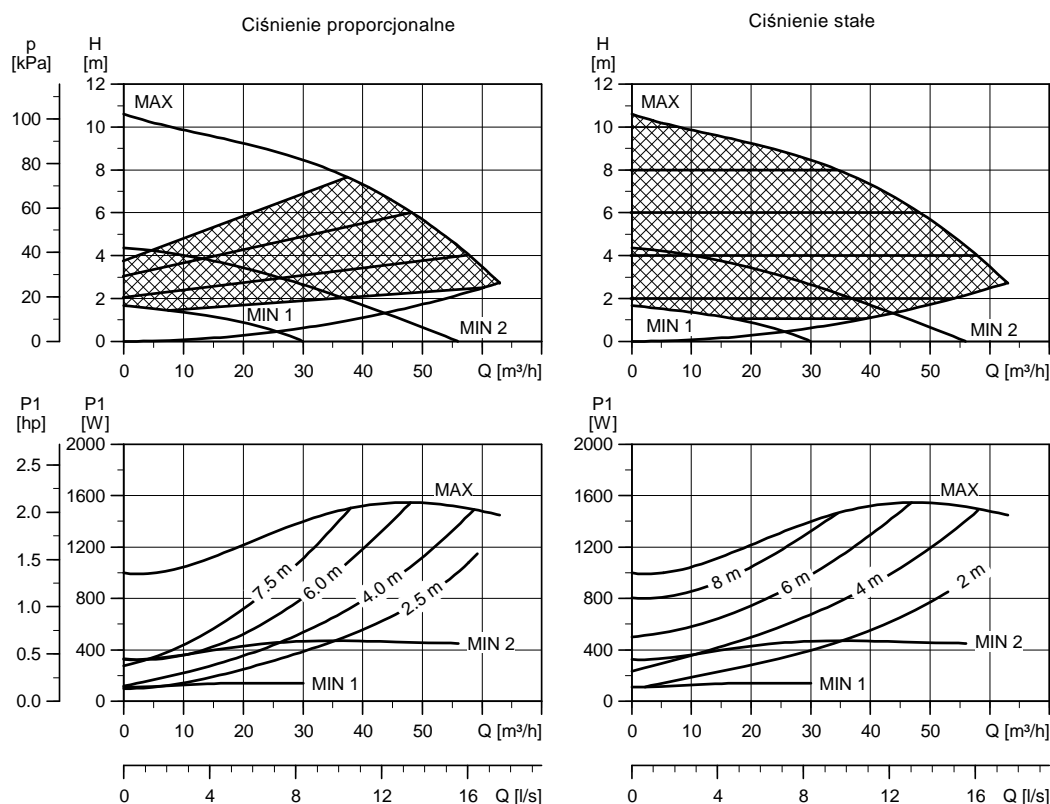 Ciśnienie proporcjonalne
p
[kPa]
H
[m]
12
10
8
6
4
2
0
100
80
60
40
20
0
MAX
MIN 1
MIN 2
0 10 20 30 40 50 Q [m³/h]
Ciśnienie stałe
H
[m]
12
10
8
6
4
2
0
MAX
MIN 1
MIN 2
0 10 20 30 40 50 Q [m³/h]
P1
[hp]
P1
[W]
2.5
2.0
1.5
1.0
0.5
0.0
2000
1600
1200
800
400
0
MAX
7.5 m
6.0 m
4.0 m
2.5 m
MIN 2
MIN 1
0 10 20 30 40 50 Q [m³/h]
0 4 8 12 16 Q [l/s]
P1
[W]
2000
1600
1200
800
400
0
MAX
8 m
6 m
4 m
2 m
MIN 2
MIN 1
0 10 20 30 40 50 Q [m³/h]
0 4 8 12 16 Q [l/s]